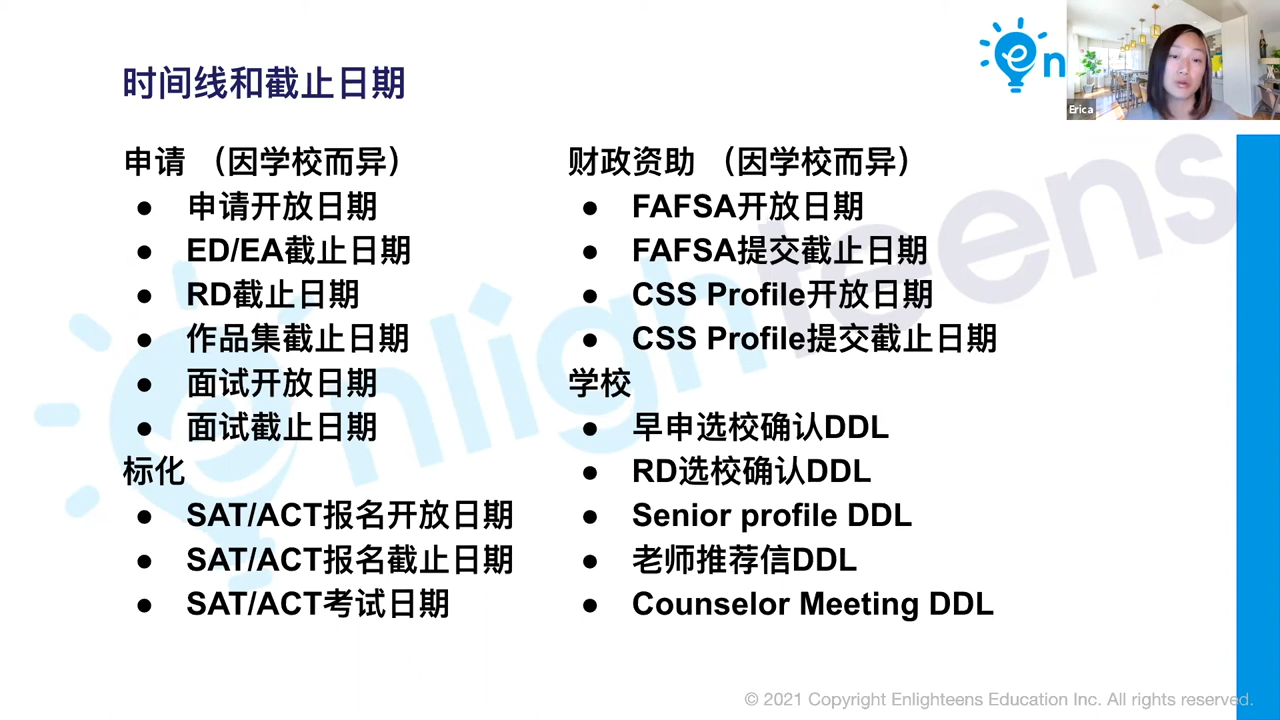 时间线和截止日期
en
Erica
申请 （因学校而异）
● 申请开放日期
● ED/EA截止日期
● RD截止日期
● 作品集截止日期
● 面试开放日期
● 面试截止日期
标化
● SAT/ACT报名开放日期
● SAT/ACT报名截止日期
● SAT/ACT考试日期
财政资助 （因学校而异）
● FAFSA开放日期
● FAFSA提交截止日期
● CSS Profile开放日期
● CSS Profile提交截止日期
学校
● 早申选校确认DDL
● RD选校确认DDL
● Senior profile DDL
● 老师推荐信DDL
● Counselor Meeting DDL
enlighteens
© 2021 Copyright Enlighteens Education Inc. All rights reserved.